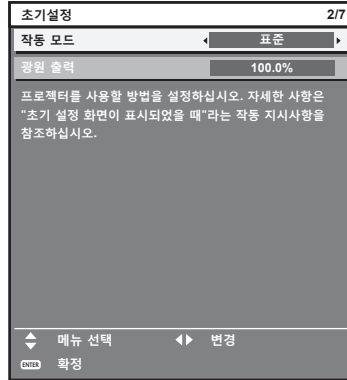 초기설정 2/7
작동 모드 표준
광원 출력 100.0%
프로젝터를 사용할 방법을 설정하십시오. 자세한 사항은
"초기 설정 화면이 표시되었을 때"라는 작동 지시사항을
참조하십시오.
메뉴 선택 변경
ENTER 확정